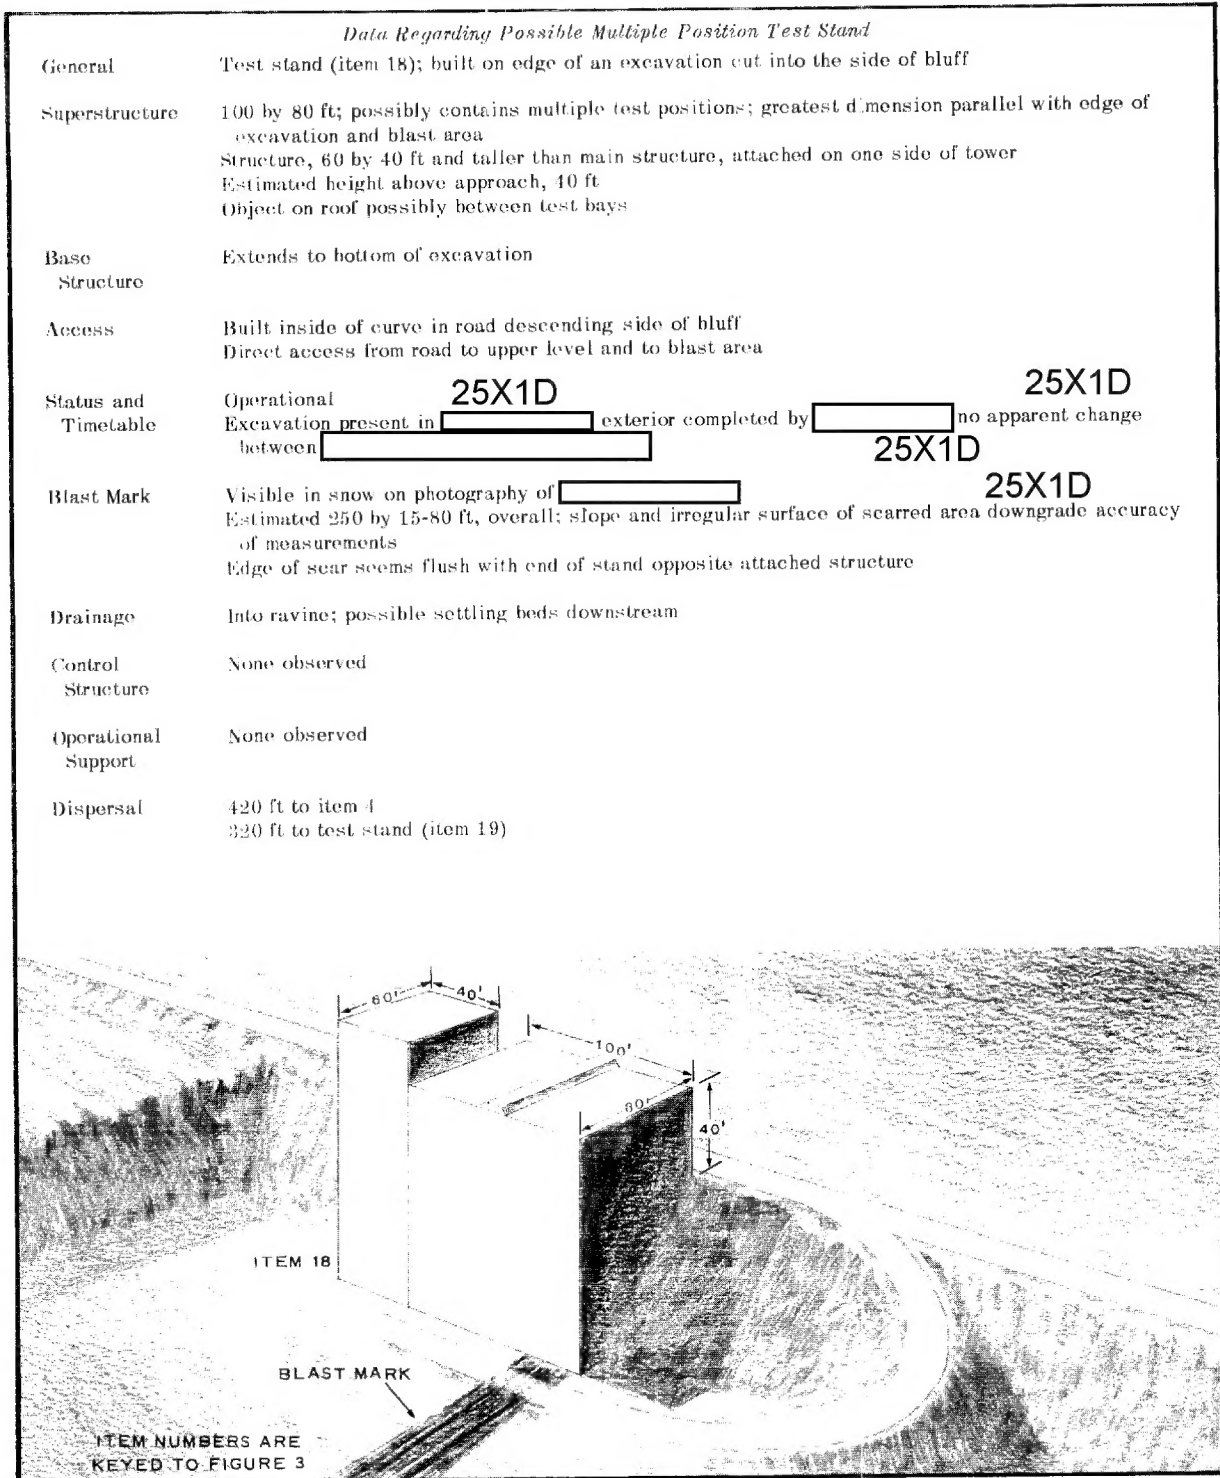 Data Regarding Possible Multiple Position Test Stand
General Test stand (item 18); built on edge of an excavation cut into the side of bluff
Superstructure 100 by 80 ft; possibly contains multiple test positions; greatest dimension parallel with edge of
excavation and blast area
Structure, 60 by 40 ft and taller than main structure, attached on one side of tower
Estimated height above approach, 40 ft
Object on roof possibly between test bays
Base Extends to bottom of excavation
Structure
Access Built inside of curve in road descending side of bluff
Direct access from road to upper level and to blast area
25X1D 25X1D
Status and Operational
Timetable Excavation present in exterior completed by no apparent change
between
25X1D
Blast Mark Visible in snow on photography of 25X1D
Estimated 250 by 15-80 ft, overall; slope and irregular surface of scarred area downgrade accuracy
of measurements
Edge of scar seems flush with end of stand opposite attached structure
Drainage Into ravine; possible settling beds downstream
Control None observed
Structure
Operational None observed
Support
Dispersal 420 ft to item 4
320 ft to test stand (item 19)
60' 40'
100'
80'
40'
ITEM 18
BLAST MARK
ITEM NUMBERS ARE
KEYED TO FIGURE 3